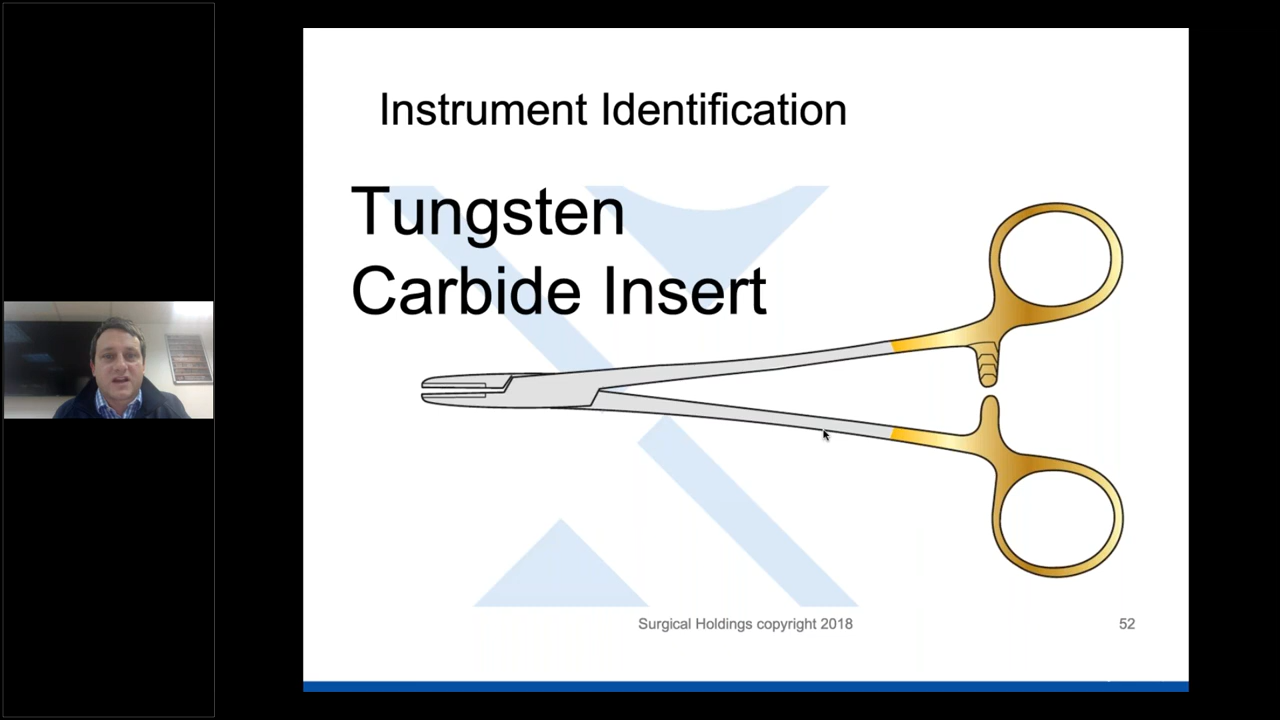 Instrument Identification
Tungsten
Carbide Insert
Surgical Holdings copyright 2018
52